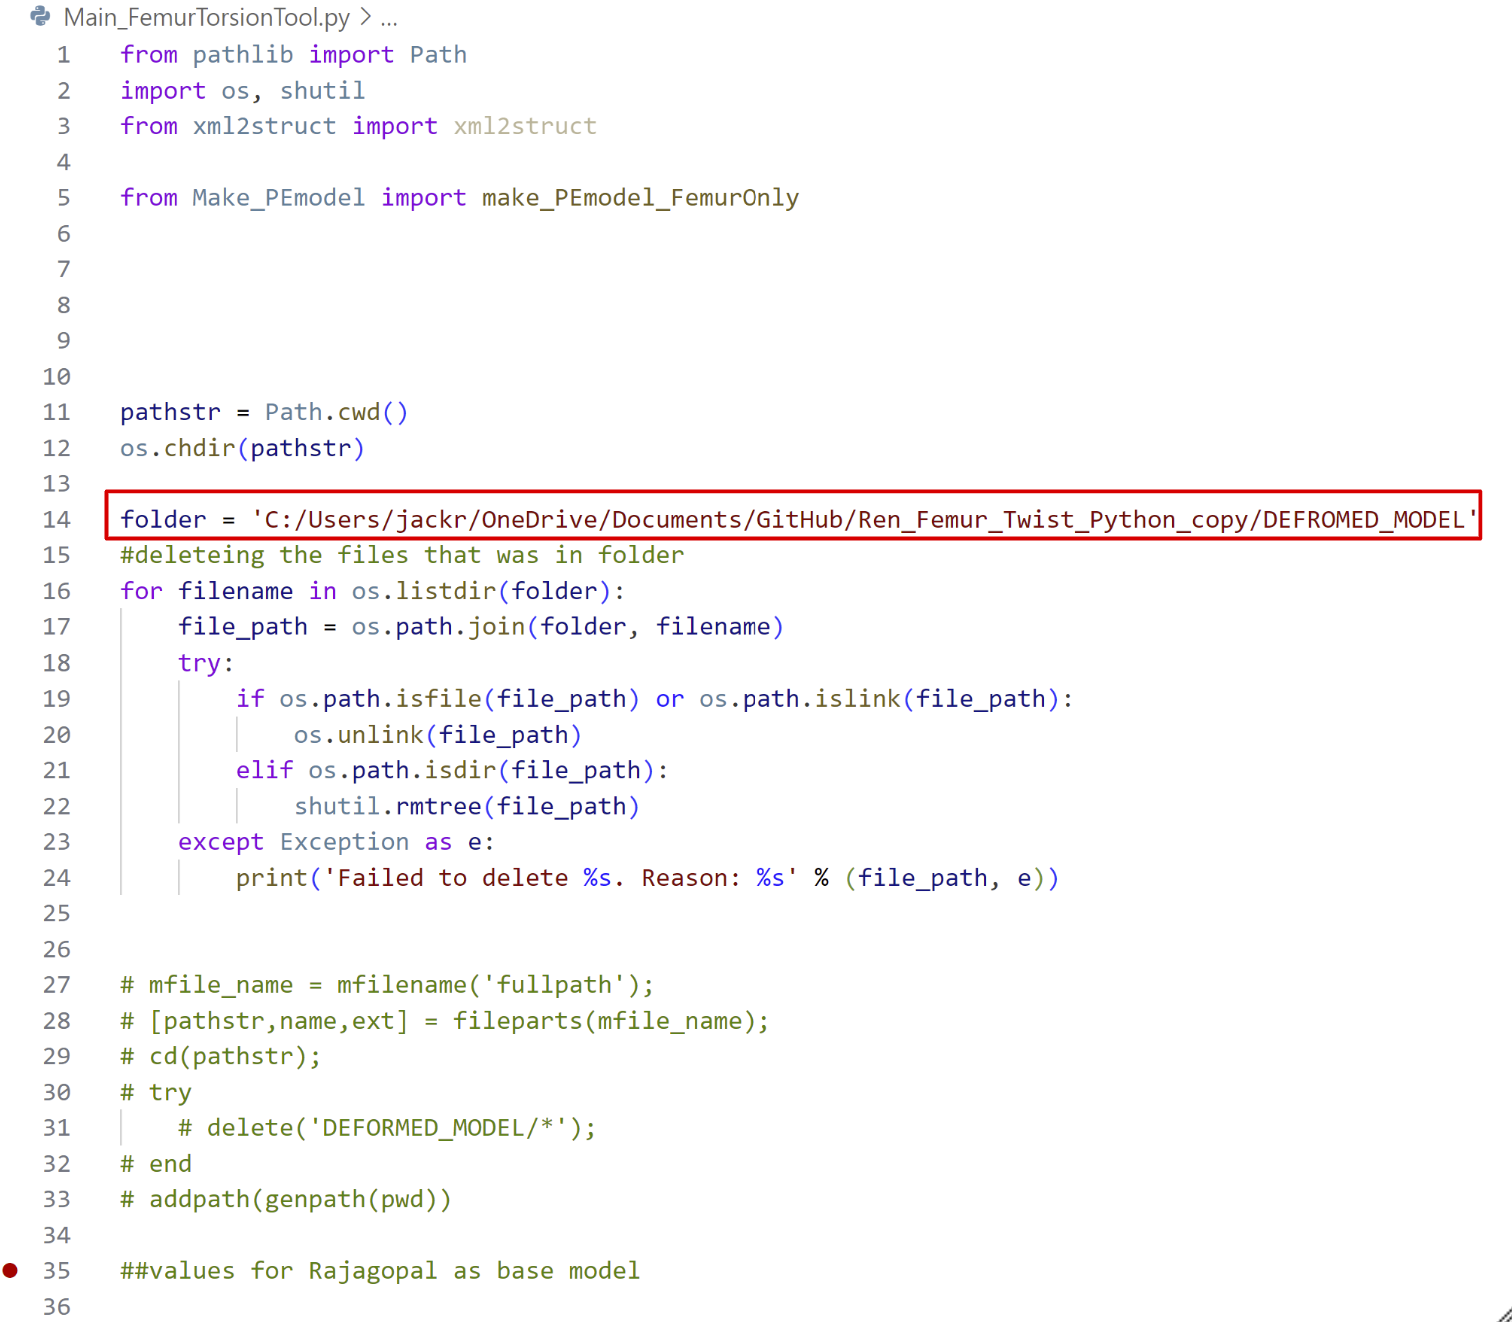 Main_FemurTorsionTool.py > ...
1 from pathlib import Path
2 import os, shutil
3 from xml2struct import xml2struct
4
5 from Make_PEmodel import make_PEmodel_FemurOnly
6
7
8
9
10
11 pathstr = Path.cwd()
12 os.chdir(pathstr)
13
14 folder = 'C:/Users/jackr/OneDrive/Documents/GitHub/Ren_Femur_Twist_Python_copy/DEFROMED_MODEL'
15 #deleteing the files that was in folder
16 for filename in os.listdir(folder):
17     file_path = os.path.join(folder, filename)
18     try:
19         if os.path.isfile(file_path) or os.path.islink(file_path):
20             os.unlink(file_path)
21         elif os.path.isdir(file_path):
22             shutil.rmtree(file_path)
23     except Exception as e:
24         print('Failed to delete %s. Reason: %s' % (file_path, e))
25
26
27 # mfile_name = mfilename('fullpath');
28 # [pathstr,name,ext] = fileparts(mfile_name);
29 # cd(pathstr);
30 # try
31     # delete('DEFORMED_MODEL/*');
32 # end
33 # addpath(genpath(pwd))
34
35 ##values for Rajagopal as base model
36